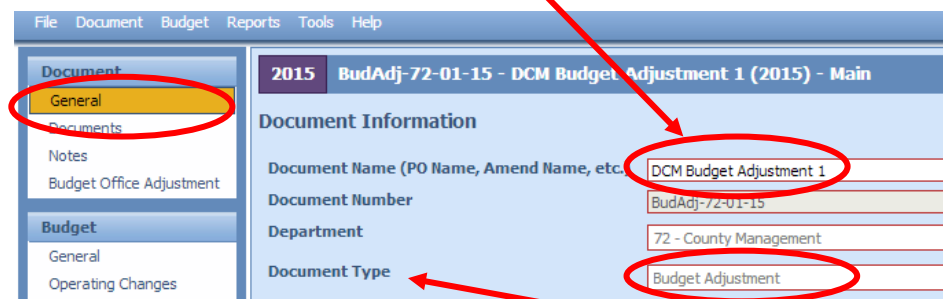 File Document Budget Reports Tools Help
Document
General
Documents
Notes
Budget Office Adjustment
Budget
General
Operating Changes
2015 BudAdj-72-01-15 - DCM Budget Adjustment 1 (2015) - Main
Document Information
Document Name (PO Name, Amend Name, etc.) DCM Budget Adjustment 1
Document Number BudAdj-72-01-15
Department 72 - County Management
Document Type Budget Adjustment